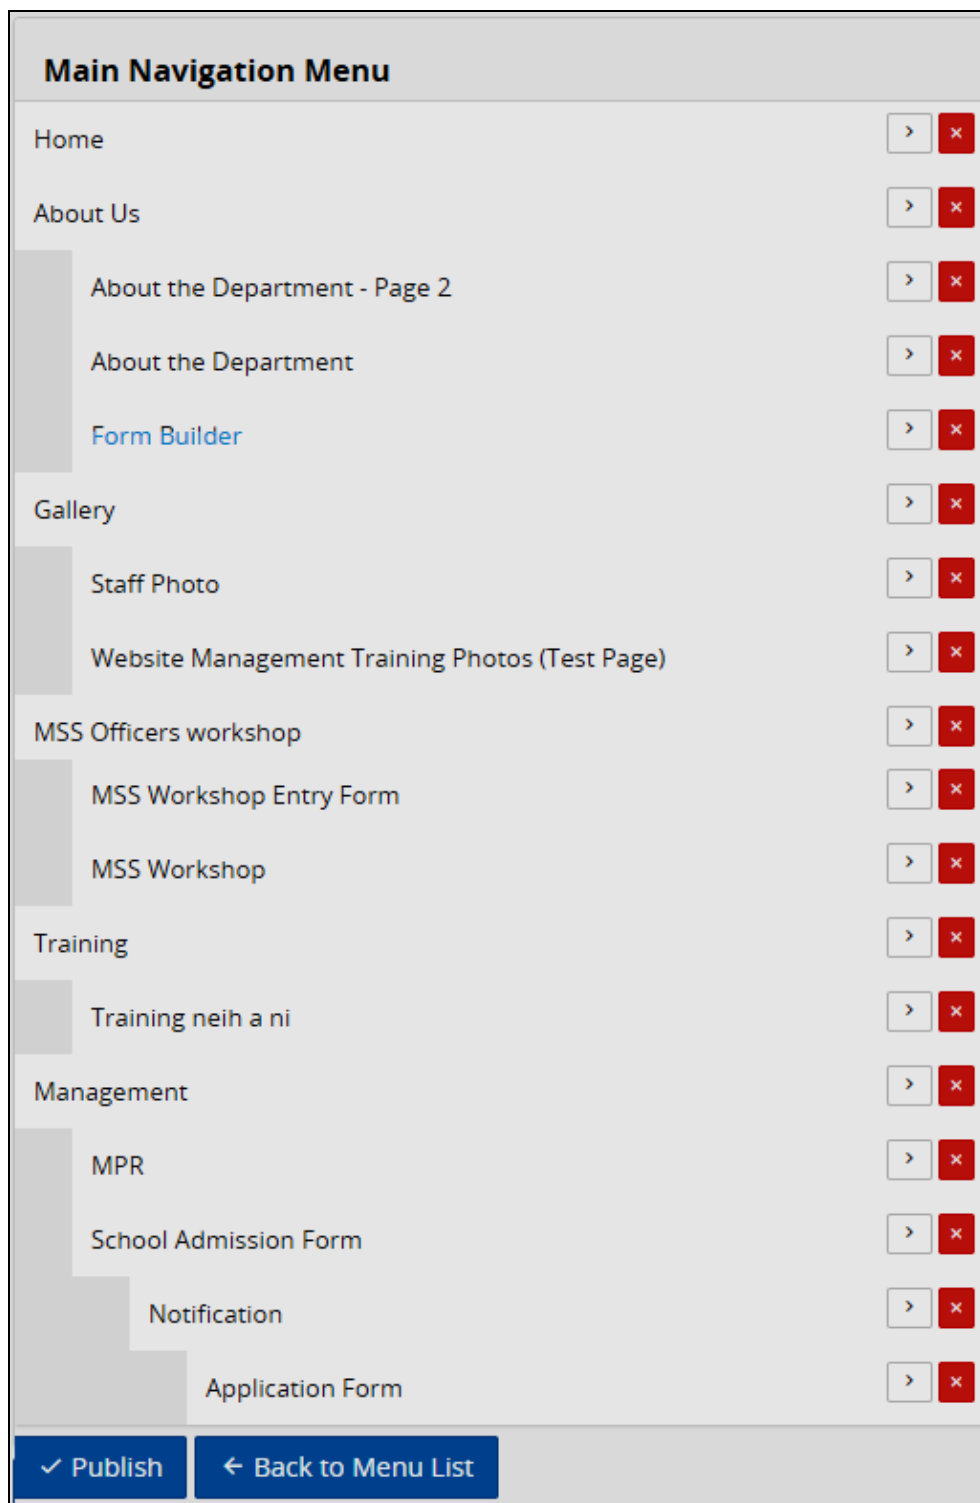 Main Navigation Menu
Home
About Us
About the Department - Page 2
About the Department
Form Builder
Gallery
Staff Photo
Website Management Training Photos (Test Page)
MSS Officers workshop
MSS Workshop Entry Form
MSS Workshop
Training
Training neih a ni
Management
MPR
School Admission Form
Notification
Application Form
Publish
Back to Menu List